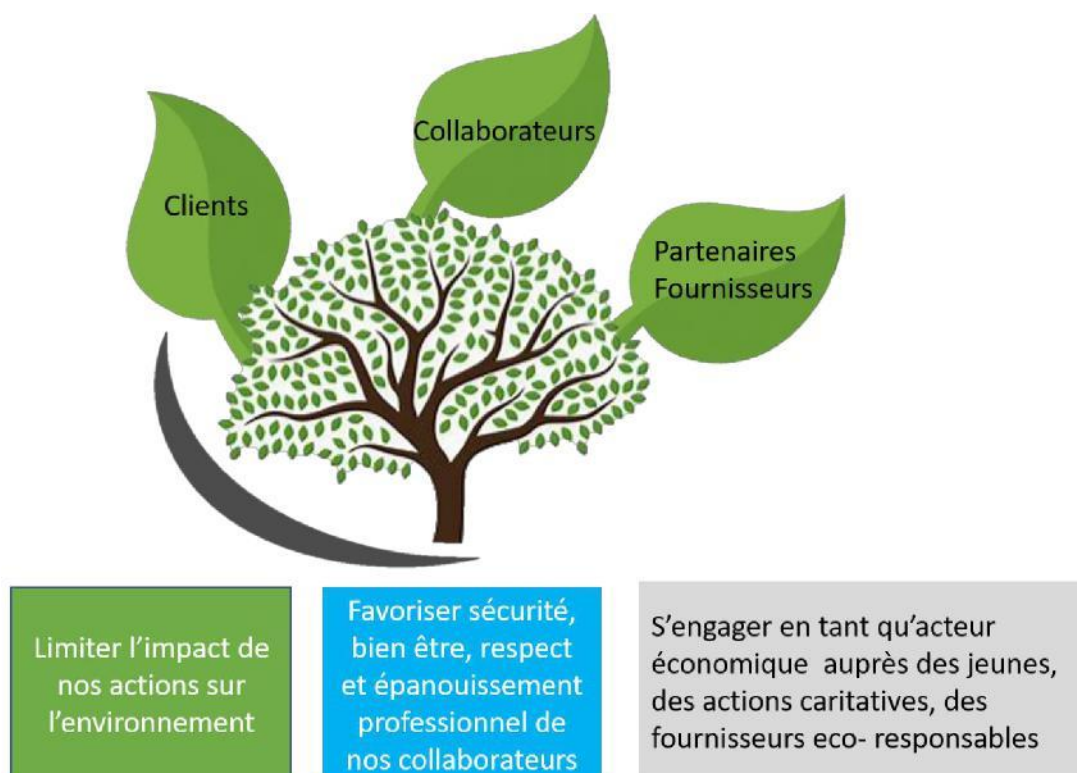 Collaborateurs
Clients
Partenaires
Fournisseurs
Limiter l’impact de
nos actions sur
l’environnement
Favoriser sécurité,
bien être, respect
et épanouissement
professionnel de
nos collaborateurs
S’engager en tant qu’acteur
économique auprès des jeunes,
des actions caritatives, des
fournisseurs eco- responsables